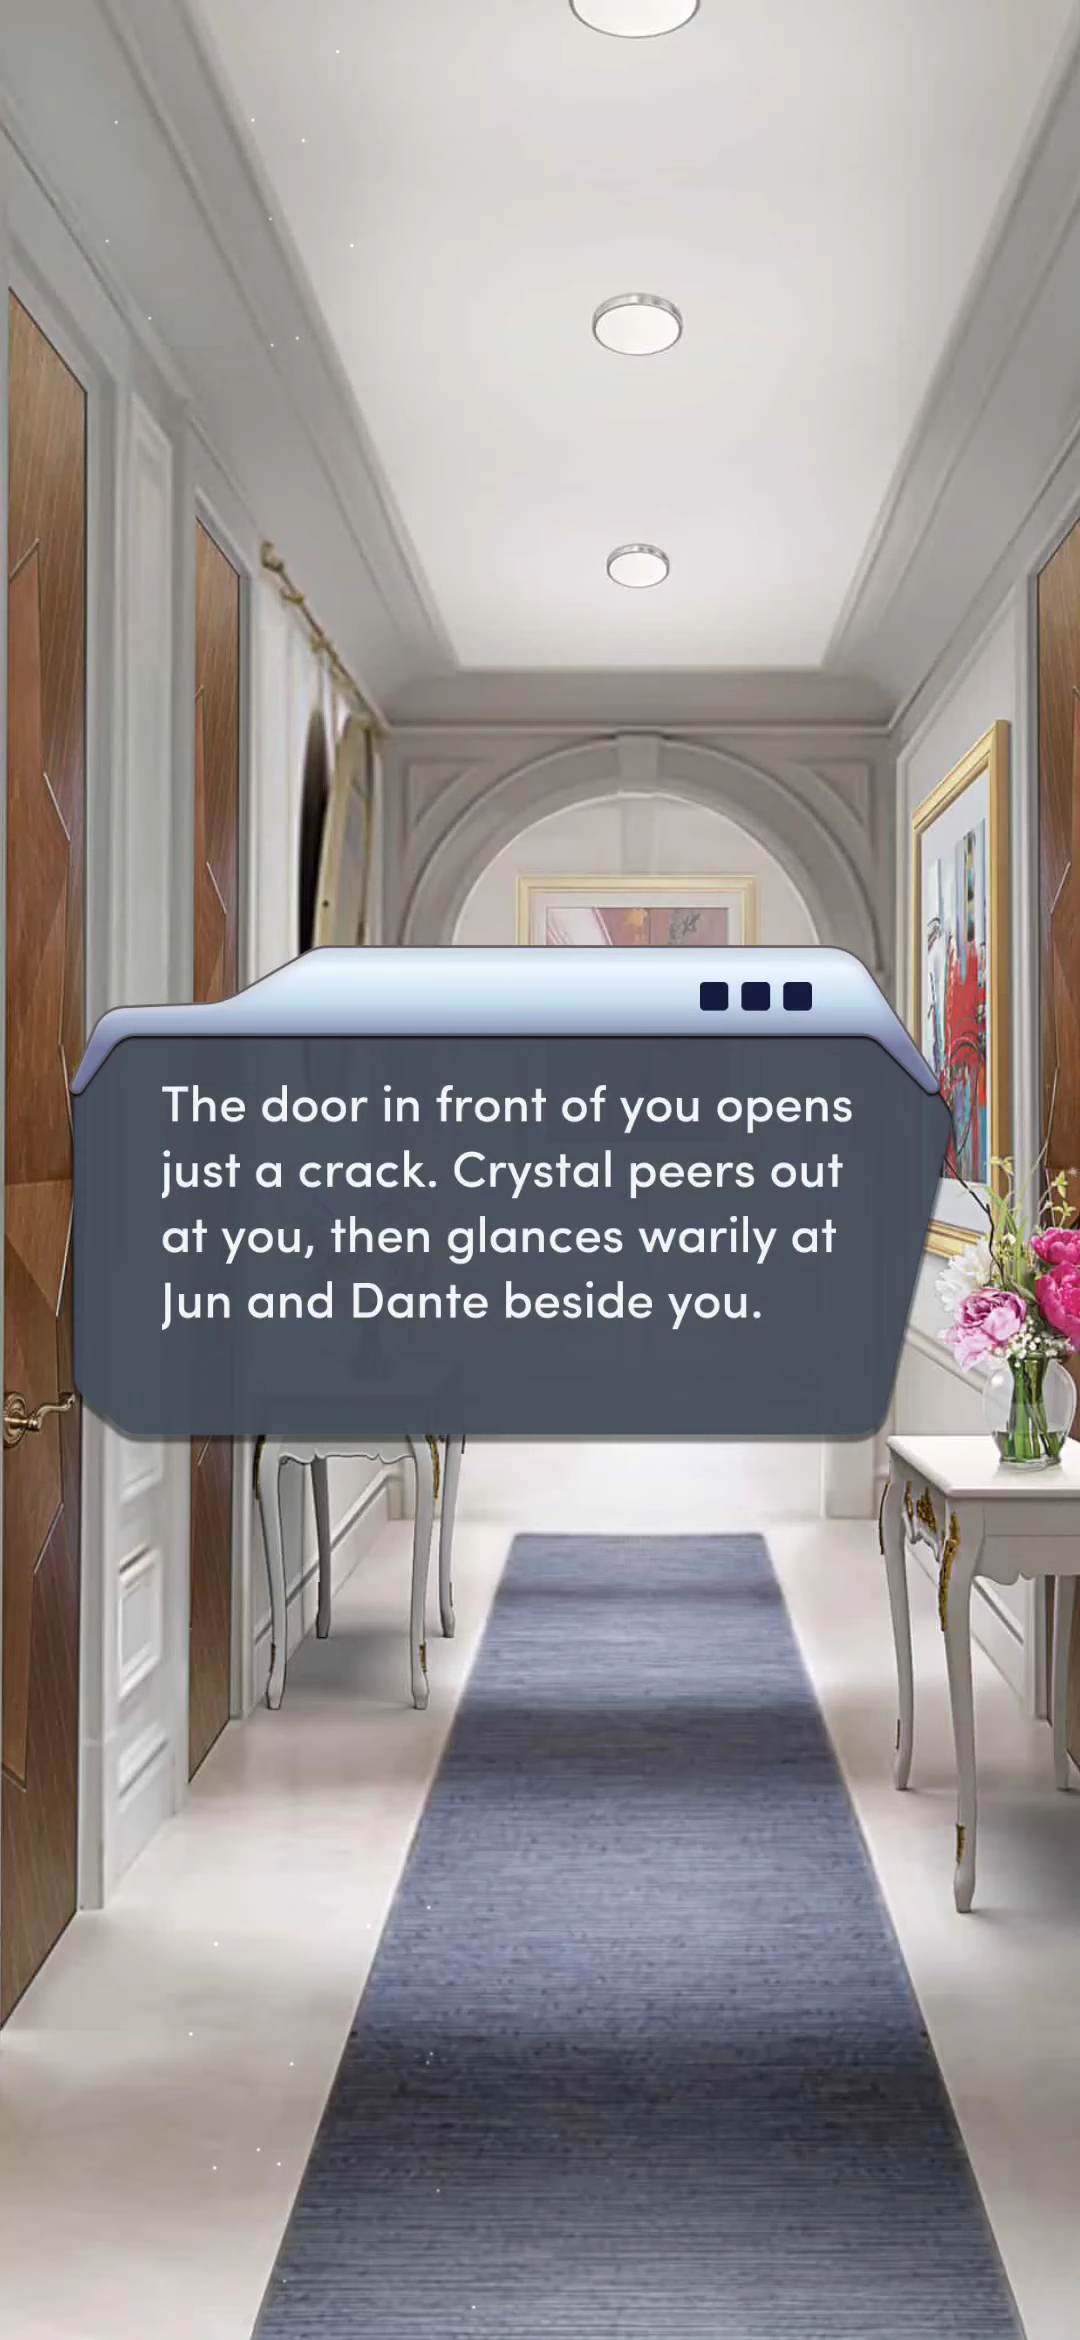 The door in front of you opens
just a crack. Crystal peers out
at you, then glances warily at
Jun and Dante beside you.